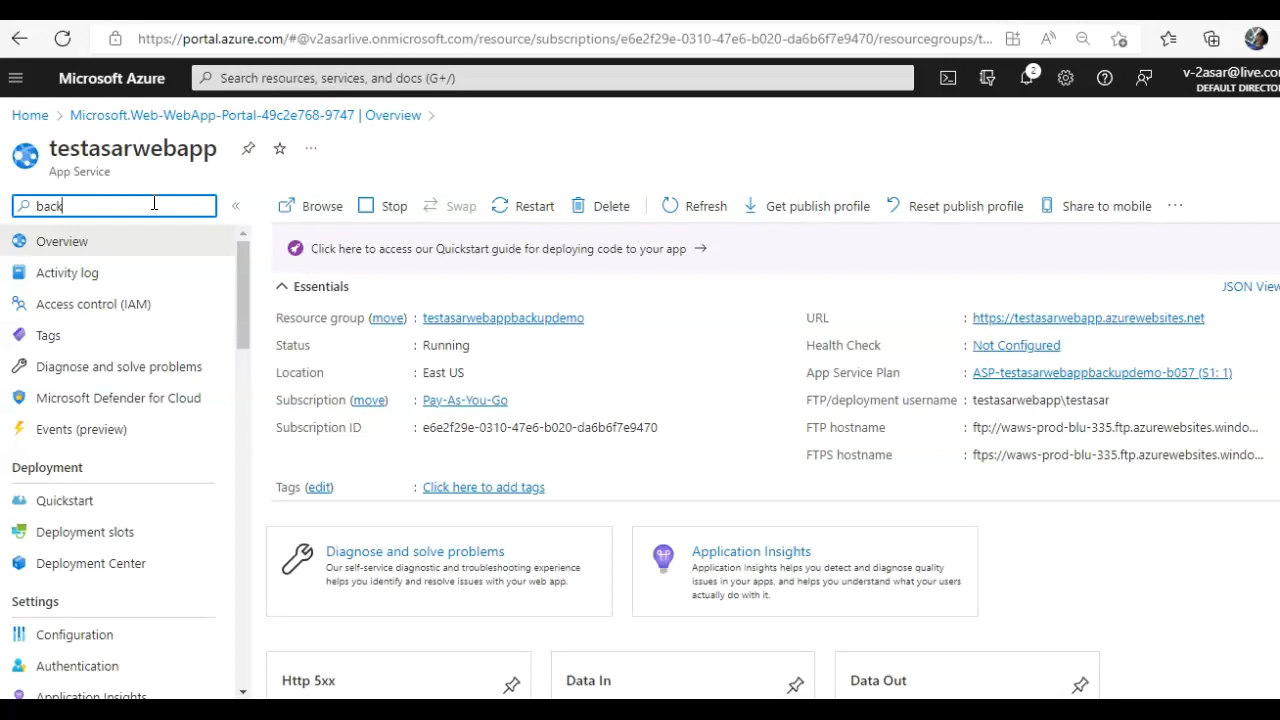 https://portal.azure.com/#@v2asarlive.onmicrosoft.com/resource/subscriptions/e6e2f29e-0310-47e6-b020-da6b6f7e9470/resourcegroups/t...
Microsoft Azure
Search resources, services, and docs (G+/)
2
v-2asar@live.co
DEFAULT DIRECTOR
Home > Microsoft.Web-WebApp-Portal-49c2e768-9747 | Overview >
testasarwebapp
App Service
back
Browse Stop Swap Restart Delete Refresh Get publish profile Reset publish profile Share to mobile
Overview
Activity log
Access control (IAM)
Tags
Diagnose and solve problems
Microsoft Defender for Cloud
Events (preview)
Deployment
Quickstart
Deployment slots
Deployment Center
Settings
Configuration
Authentication
Application Insights
Click here to access our Quickstart guide for deploying code to your app →
Essentials
JSON View
Resource group (move) : testasarwebappbackupdemo
Status : Running
Location : East US
Subscription (move) : Pay-As-You-Go
Subscription ID : e6e2f29e-0310-47e6-b020-da6b6f7e9470
Tags (edit) : Click here to add tags
URL : https://testasarwebapp.azurewebsites.net
Health Check : Not Configured
App Service Plan : ASP-testasarwebappbackupdemo-b057 (S1: 1)
FTP/deployment username : testasarwebapp\testasar
FTP hostname : ftp://waws-prod-blu-335.ftp.azurewebsites.windo...
FTPS hostname : ftps://waws-prod-blu-335.ftp.azurewebsites.windo...
Diagnose and solve problems
Our self-service diagnostic and troubleshooting experience
helps you identify and resolve issues with your web app.
Application Insights
Application Insights helps you detect and diagnose quality
issues in your apps, and helps you understand what your users
actually do with it.
Http 5xx
Data In
Data Out